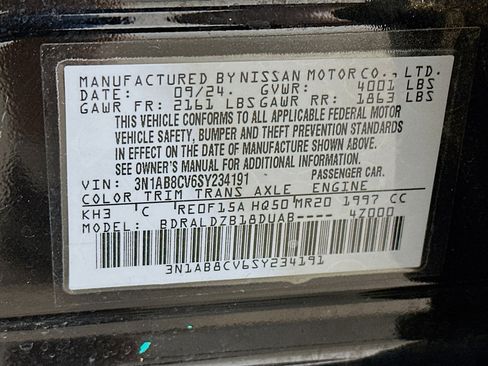 MANUFACTURED BY NISSAN MOTOR CO., LTD.
DATE: 09/24. GVWR: 4001 LBS
GAWR FR: 2161 LBS GAWR RR: 1863 LBS
THIS VEHICLE CONFORMS TO ALL APPLICABLE FEDERAL MOTOR
VEHICLE SAFETY, BUMPER AND THEFT PREVENTION STANDARDS
IN EFFECT ON THE DATE OF MANUFACTURE SHOWN ABOVE.
SEE OWNER'S MANUAL FOR ADDITIONAL INFORMATION.
VIN: 3N1AB8CV6SY234191 PASSENGER CAR.
COLOR TRIM TRANS AXLE ENGINE
KH3 C RE0F15A HQ50 MR20 1997 CC
MODEL: BDRALDZB18DUAB---- 4Z000
3N1AB8CV6SY234191